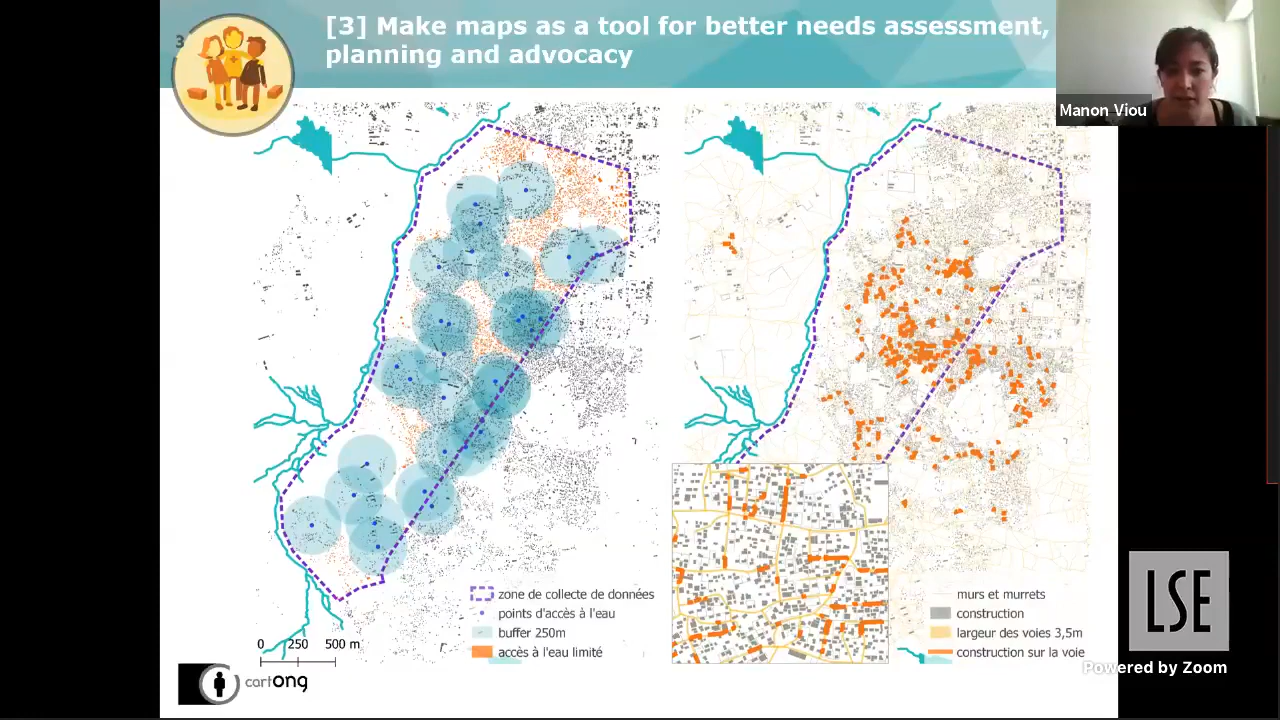 [3] Make maps as a tool for better needs assessment,
planning and advocacy
3
Manon Viou
zone de collecte de données
points d'accès à l'eau
buffer 250m
accès à l'eau limité
0 250 500 m
murs et murrets
construction
largeur des voies 3,5m
construction sur la voie
cartONG
LSE
Powered by Zoom